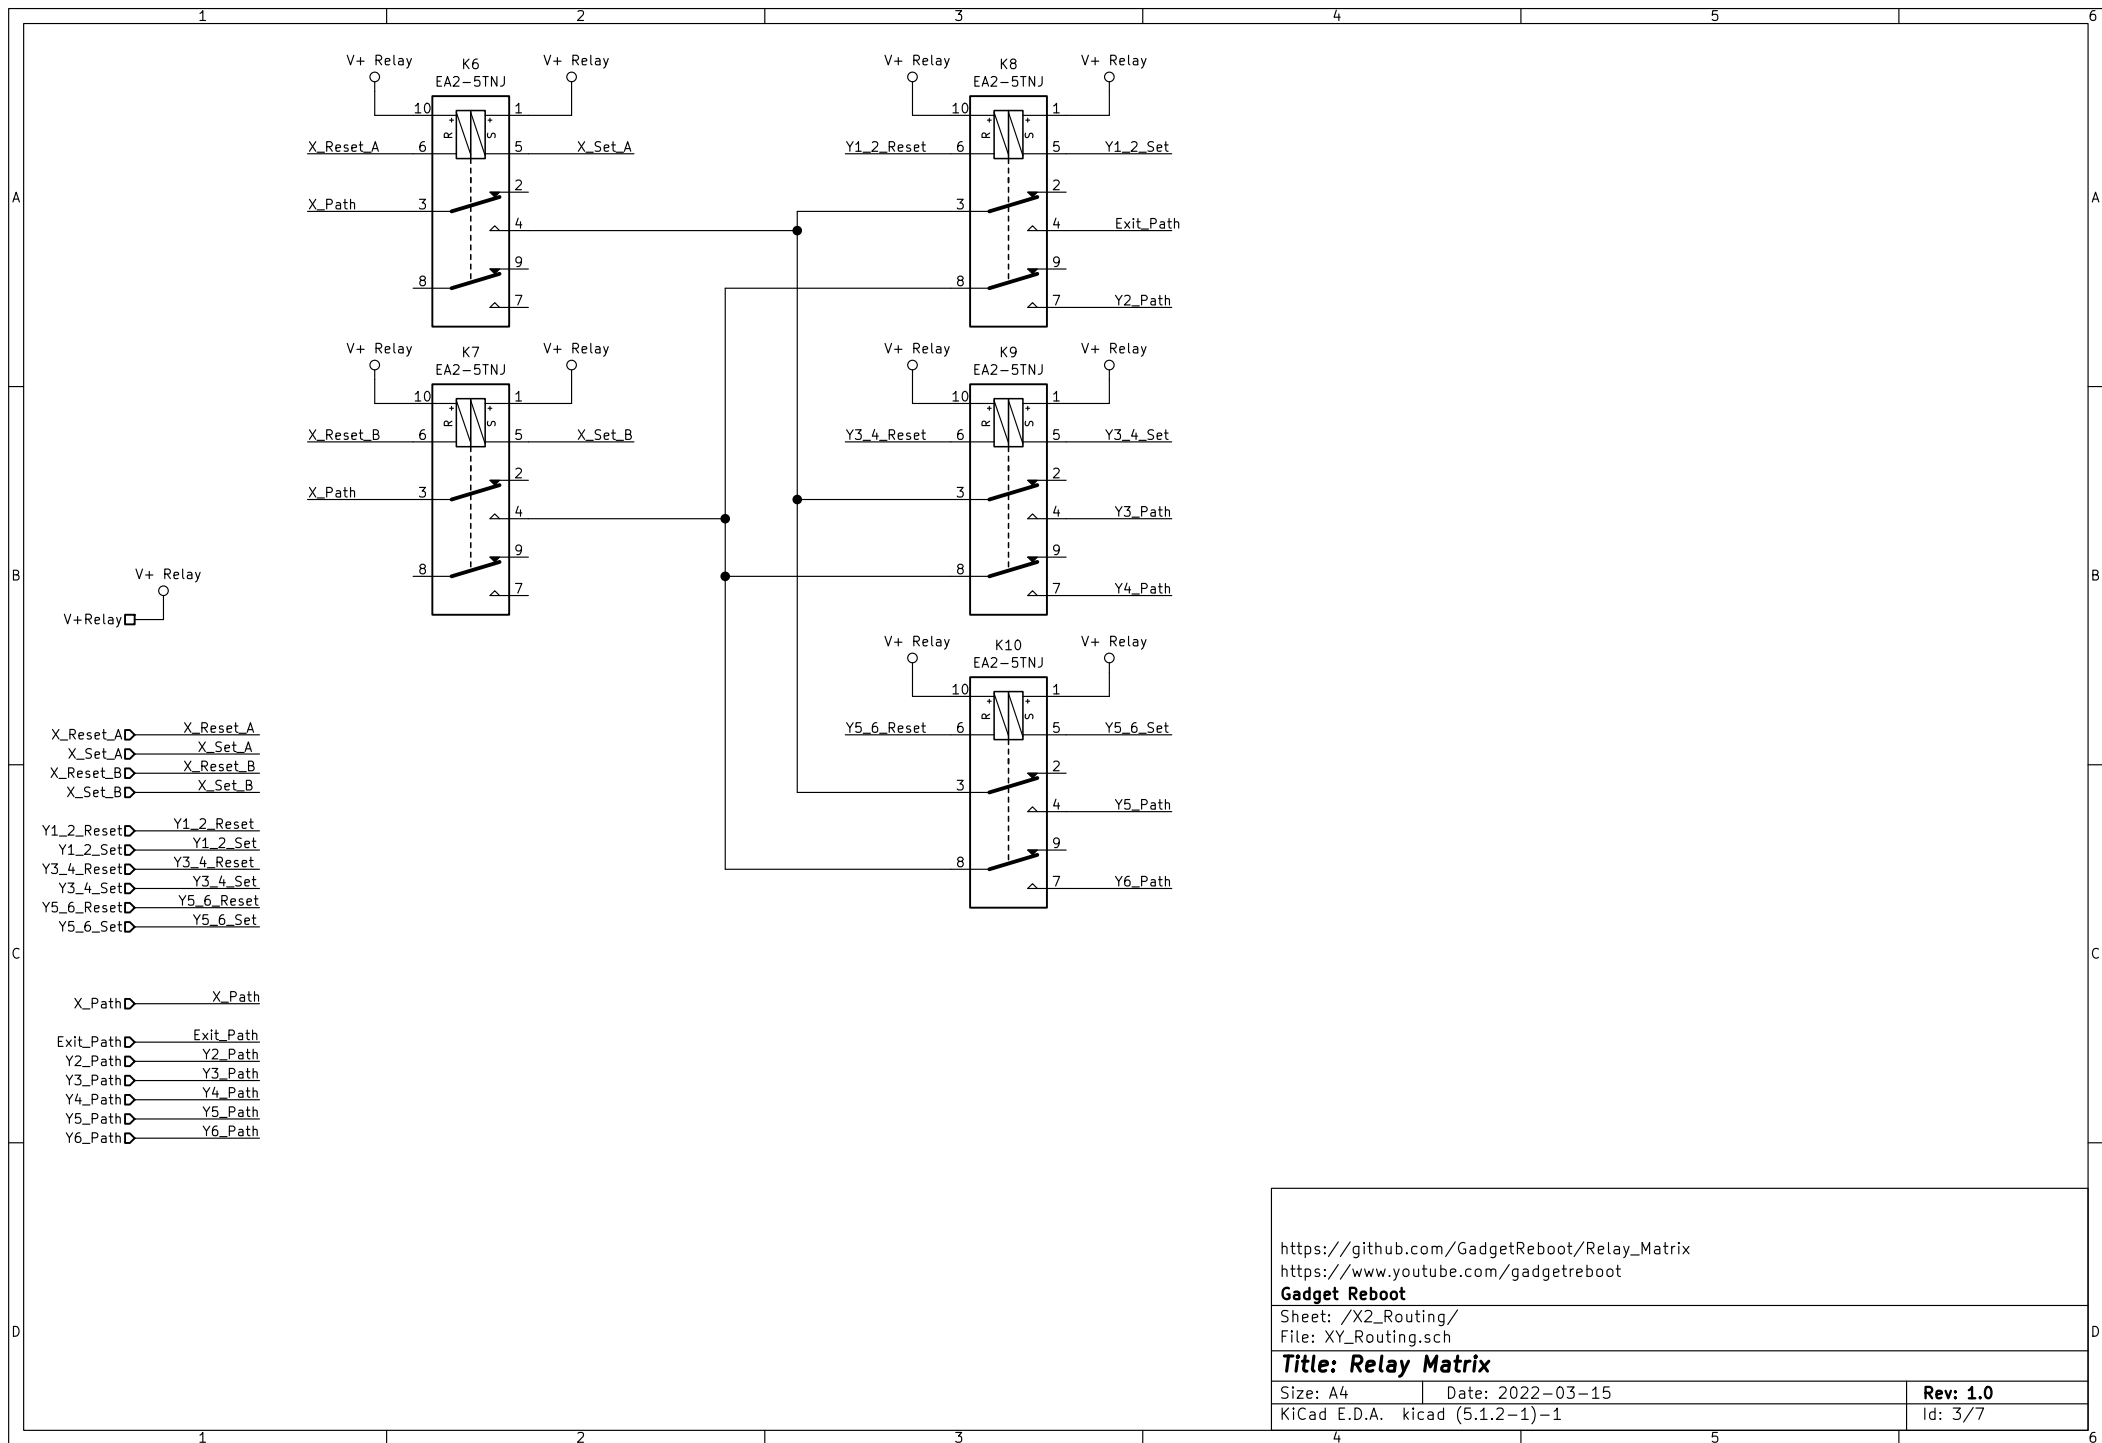 1 2 3 4 5 6
V+ Relay K6 V+ Relay V+ Relay K8 V+ Relay
EA2-5TNJ EA2-5TNJ
10 1 10 1
+ + + +
R S R S
X_Reset_A 6 5 X_Set_A Y1_2_Reset 6 5 Y1_2_Set
2 2
A X_Path 3 3 A
4 4 Exit_Path
9 9
8 8
7 7 Y2_Path
V+ Relay K7 V+ Relay V+ Relay K9 V+ Relay
EA2-5TNJ EA2-5TNJ
10 1 10 1
+ + + +
R S R S
X_Reset_B 6 5 X_Set_B Y3_4_Reset 6 5 Y3_4_Set
2 2
X_Path 3 3
4 4 Y3_Path
9 9
B V+ Relay 8 8 B
7 7 Y4_Path
V+Relay
V+ Relay K10 V+ Relay
EA2-5TNJ
10 1
+ +
R S
X_Reset_A X_Reset_A Y5_6_Reset 6 5 Y5_6_Set
X_Set_A X_Set_A
X_Reset_B X_Reset_B 2
X_Set_B X_Set_B 3
4 Y5_Path
Y1_2_Reset Y1_2_Reset
Y1_2_Set Y1_2_Set 9
Y3_4_Reset Y3_4_Reset 8
Y3_4_Set Y3_4_Set 7 Y6_Path
Y5_6_Reset Y5_6_Reset
Y5_6_Set Y5_6_Set
C C
X_Path X_Path
Exit_Path Exit_Path
Y2_Path Y2_Path
Y3_Path Y3_Path
Y4_Path Y4_Path
Y5_Path Y5_Path
Y6_Path Y6_Path
https://github.com/GadgetReboot/Relay_Matrix
https://www.youtube.com/gadgetreboot
Gadget Reboot
Sheet: /X2_Routing/
D D
File: XY_Routing.sch
Title: Relay Matrix
Size: A4 Date: 2022-03-15 Rev: 1.0
KiCad E.D.A. kicad (5.1.2-1)-1 Id: 3/7
1 2 3 4 5 6